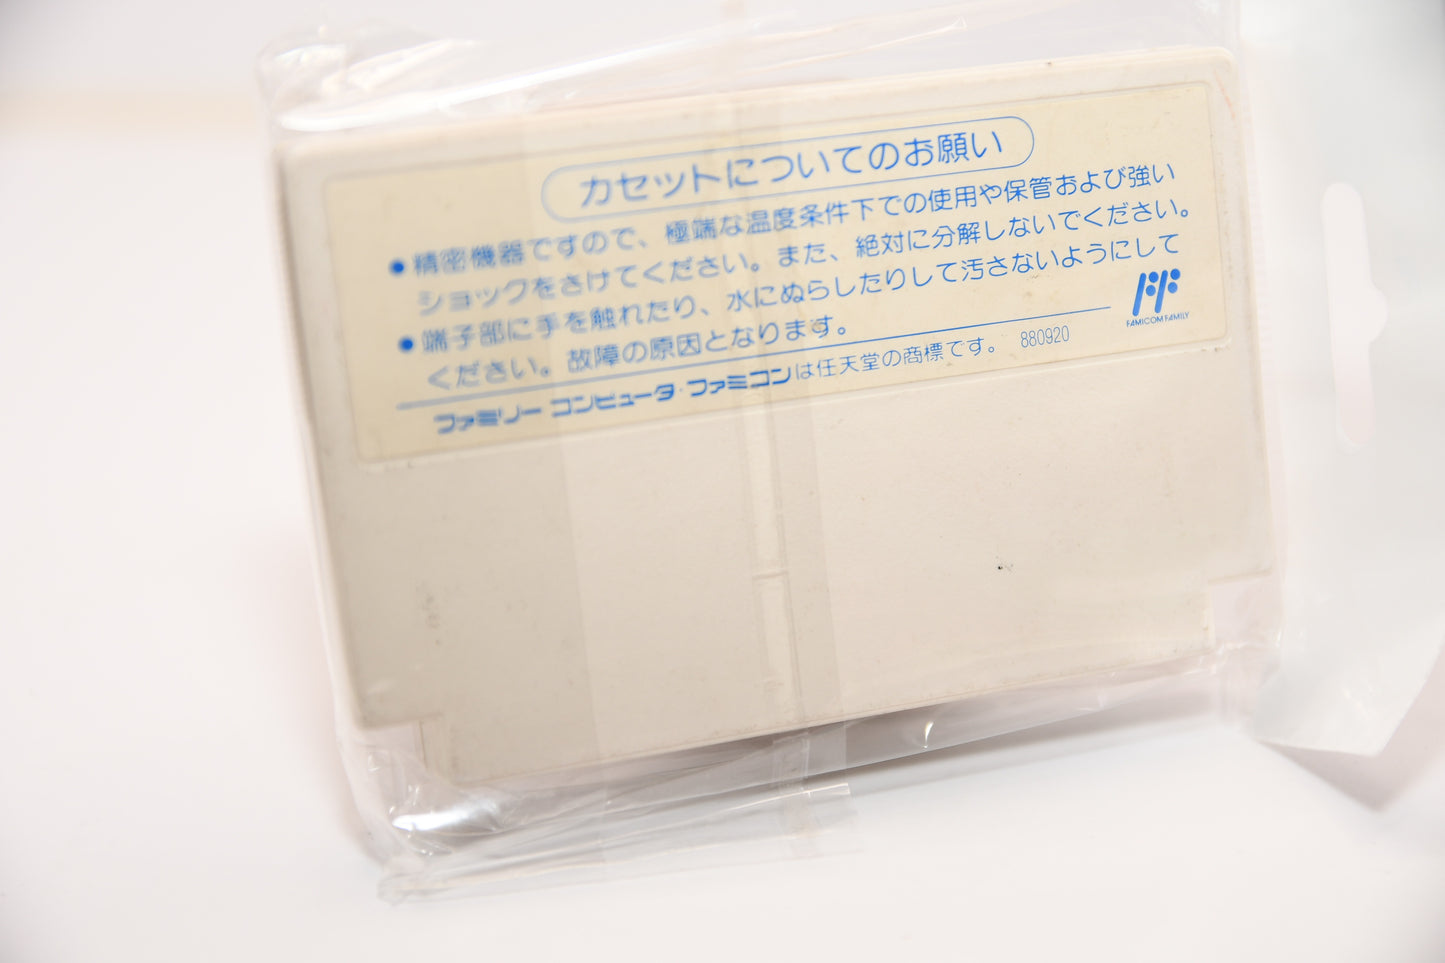 カセットについてのお願い
●精密機器ですので、極端な温度条件下での使用や保管および強い
ショックをさけてください。また、絶対に分解しないでください。
●端子部に手を触れたり、水にぬらしたりして汚さないようにして
ください。故障の原因となります。
FAMICOM FAMILY
ファミリー コンピュータ・ファミコンは任天堂の商標です。 880920